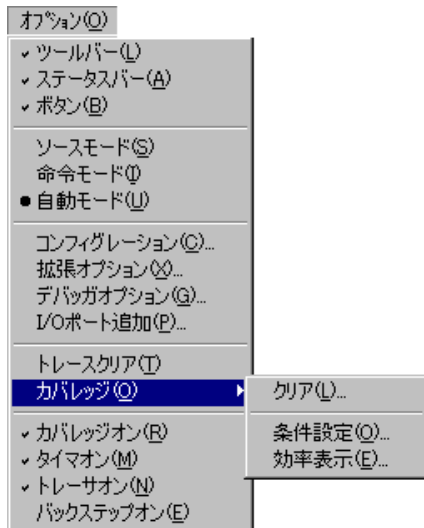 オプション(O)
ツールバー(L)
ステータスバー(A)
ボタン(B)
ソースモード(S)
命令モード(I)
自動モード(U)
コンフィグレーション(C)...
拡張オプション(X)...
デバッガオプション(G)...
I/Oポート追加(P)...
トレースクリア(T)
カバレッジ(O)
クリア(L)...
条件設定(O)...
効率表示(E)...
カバレッジオン(R)
タイマオン(M)
トレーサオン(N)
バックステップオン(E)